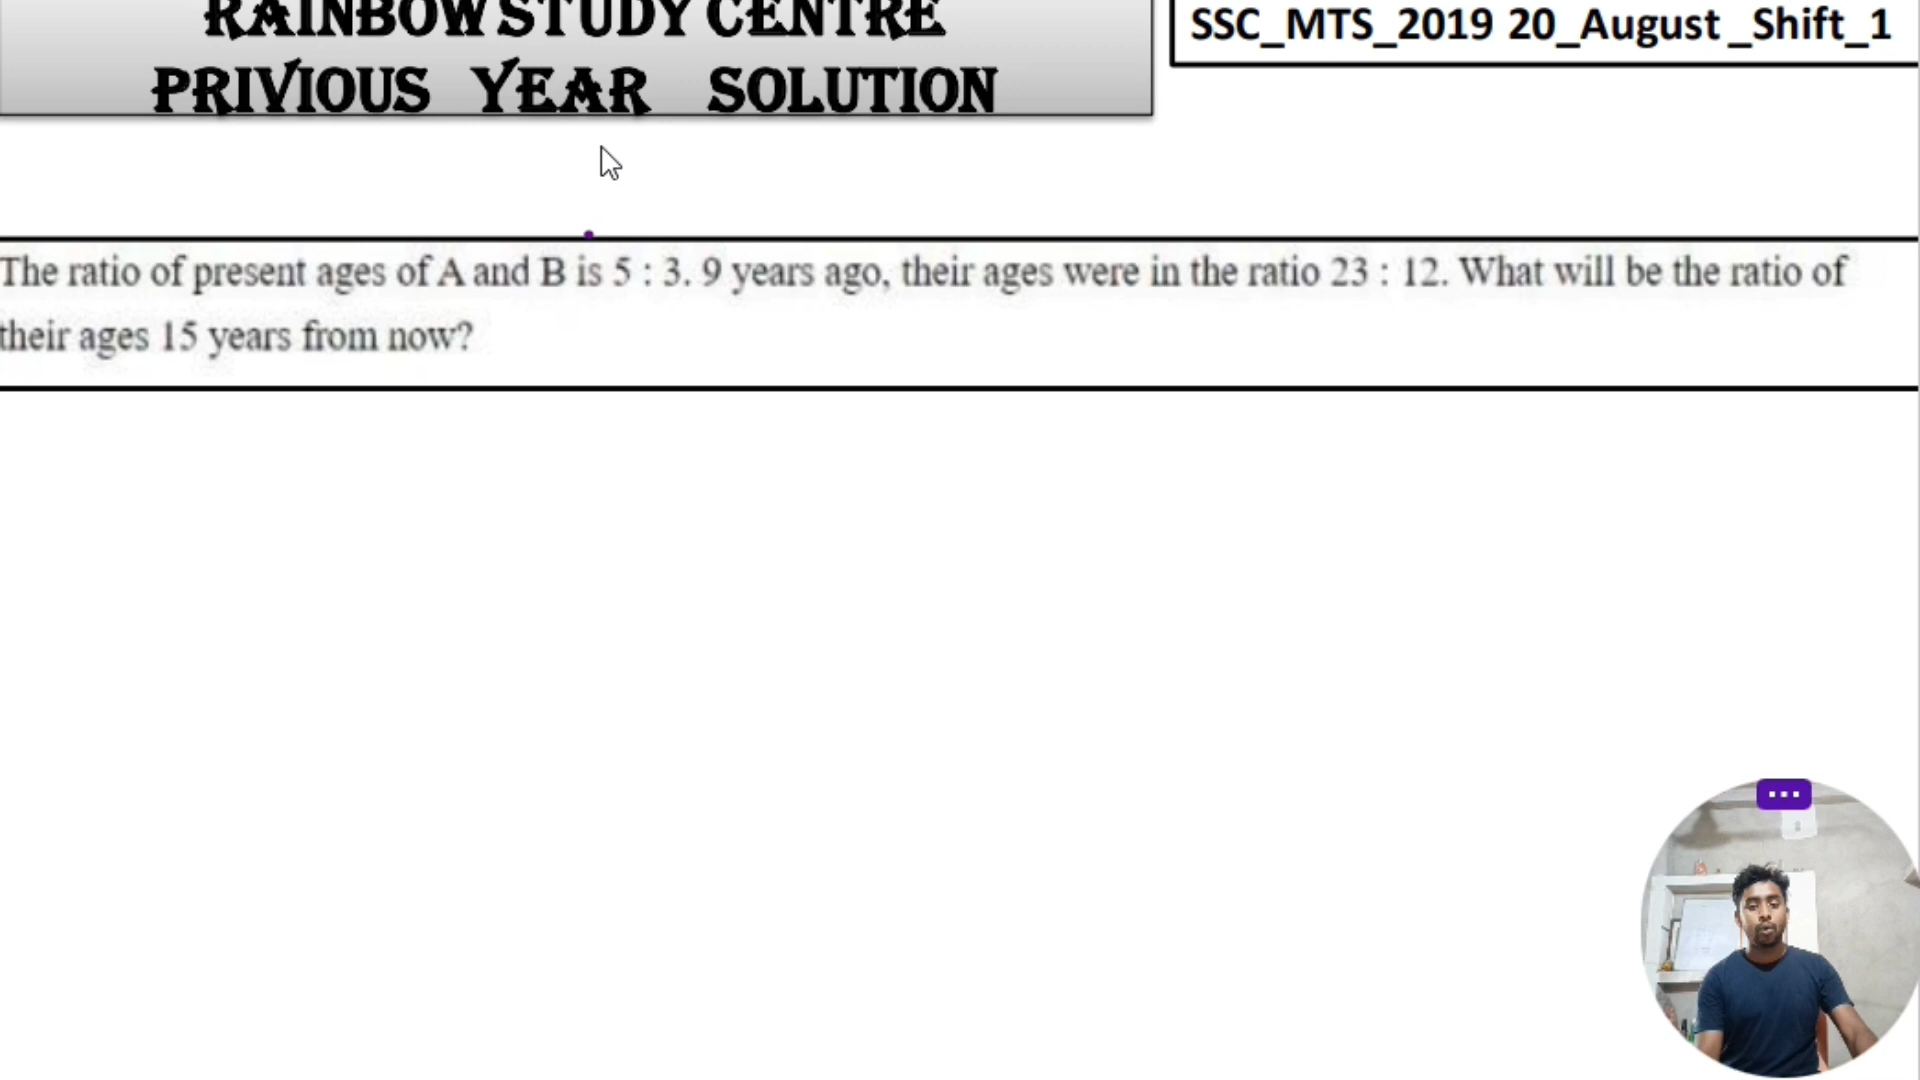 RAINBOW STUDY CENTRE
PRIVIOUS YEAR SOLUTION
SSC_MTS_2019 20_August _Shift_1
The ratio of present ages of A and B is 5 : 3. 9 years ago, their ages were in the ratio 23 : 12. What will be the ratio of
their ages 15 years from now?